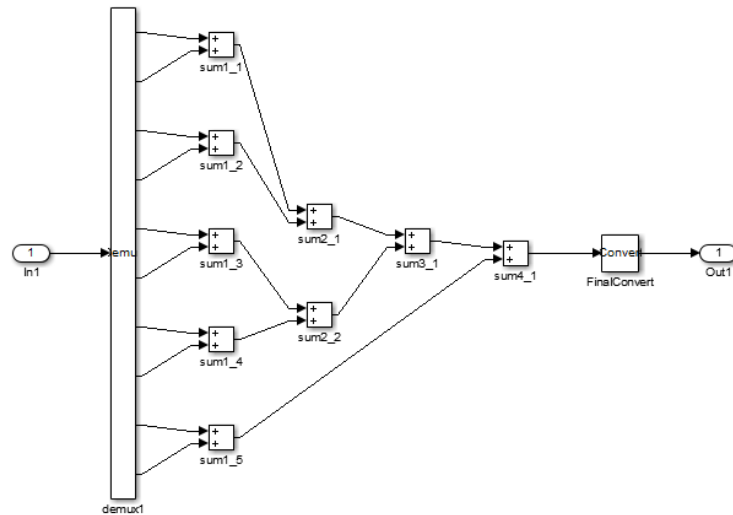 +
+
sum1_1
+
+
sum1_2
+
+
sum2_1
+
+
sum1_3
+
+
sum3_1
+
+
sum4_1
1
In1
Demu
Convert
FinalConvert
1
Out1
+
+
sum2_2
+
+
sum1_4
+
+
sum1_5
demux1